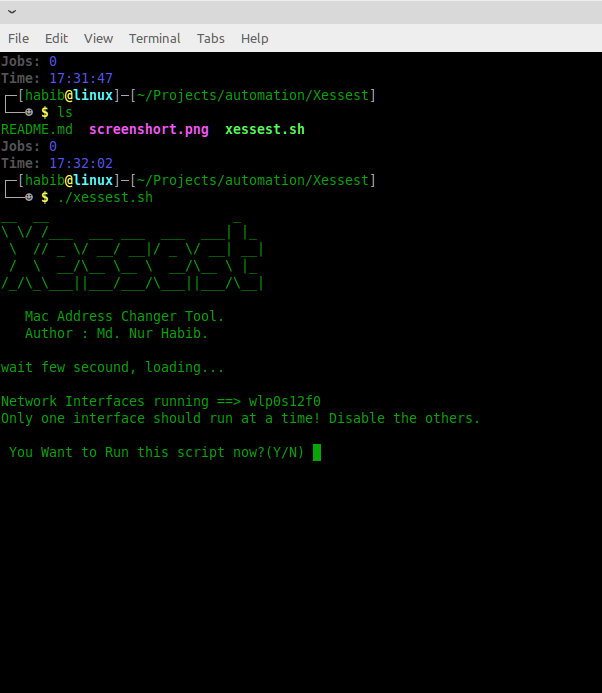 File Edit View Terminal Tabs Help
Jobs: 0
Time: 17:31:47
┌─[habib@linux]─[~/Projects/automation/Xessest]
└──☻ $ ls
README.md  screenshort.png  xessest.sh
Jobs: 0
Time: 17:32:02
┌─[habib@linux]─[~/Projects/automation/Xessest]
└──☻ $ ./xessest.sh
Xessest
Mac Address Changer Tool.
Author : Md. Nur Habib.
wait few secound, loading...
Network Interfaces running ==> wlp0s12f0
Only one interface should run at a time! Disable the others.
You Want to Run this script now?(Y/N)